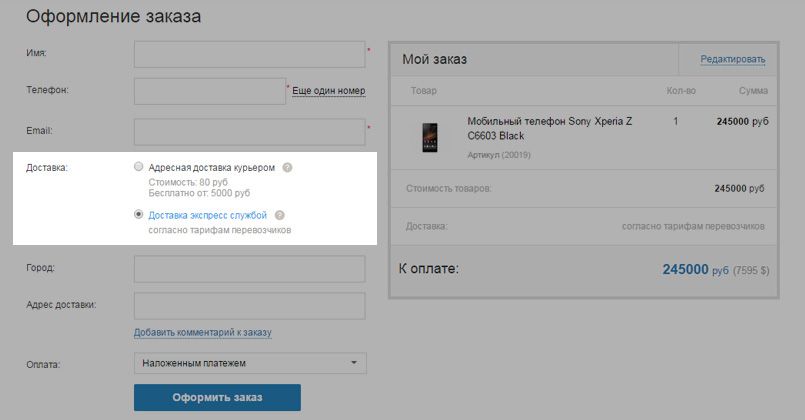 Оформление заказа
Имя:
*
Телефон:
* Еще один номер
Email:
*
Доставка:
Адресная доставка курьером ?
Стоимость: 80 руб
Бесплатно от: 5000 руб
Доставка экспресс службой ?
согласно тарифам перевозчиков
Город:
Адрес доставки:
Добавить комментарий к заказу
Оплата:
Наложенным платежем
Оформить заказ
Мой заказ
Редактировать
Товар Кол-во Сумма
Мобильный телефон Sony Xperia Z 1 245000 руб
C6603 Black
Артикул (20019)
Стоимость товаров: 245000 руб
Доставка: согласно тарифам перевозчиков
К оплате: 245000 руб (7595 $)